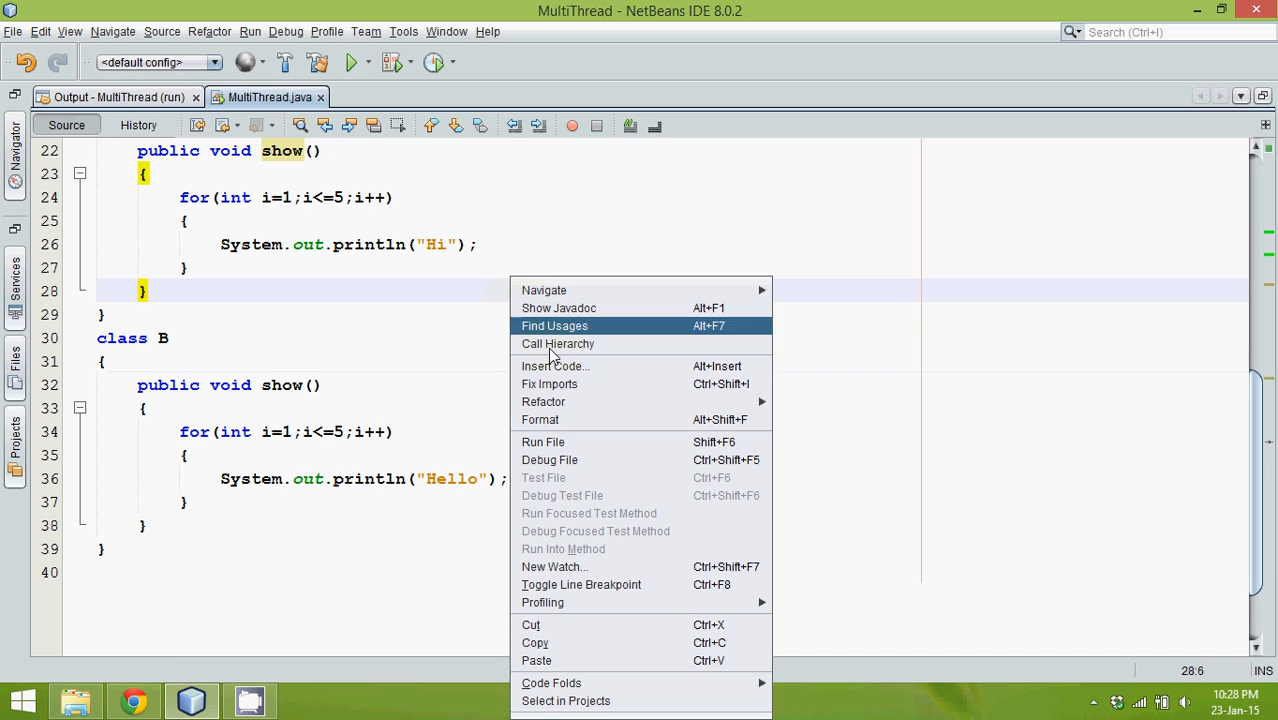 MultiThread - NetBeans IDE 8.0.2
File Edit View Navigate Source Refactor Run Debug Profile Team Tools Window Help
Search (Ctrl+I)
<default config>
Output - MultiThread (run) MultiThread.java
Source History
Navigator
Services
Files
Projects
22 public void show()
23 {
24 for(int i=1;i<=5;i++)
25 {
26 System.out.println("Hi");
27 }
28 }
29 }
30 class B
31 {
32 public void show()
33 {
34 for(int i=1;i<=5;i++)
35 {
36 System.out.println("Hello");
37 }
38 }
39 }
40
Navigate
Show Javadoc Alt+F1
Find Usages Alt+F7
Call Hierarchy
Insert Code... Alt+Insert
Fix Imports Ctrl+Shift+I
Refactor
Format Alt+Shift+F
Run File Shift+F6
Debug File Ctrl+Shift+F5
Test File Ctrl+F6
Debug Test File Ctrl+Shift+F6
Run Focused Test Method
Debug Focused Test Method
Run Into Method
New Watch... Ctrl+Shift+F7
Toggle Line Breakpoint Ctrl+F8
Profiling
Cut Ctrl+X
Copy Ctrl+C
Paste Ctrl+V
Code Folds
Select in Projects
28:6 INS
10:28 PM
23-Jan-15